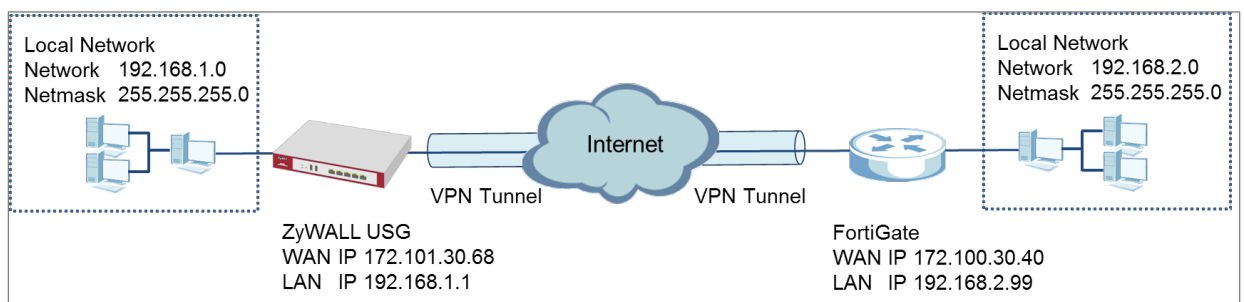 Local Network
Network 192.168.1.0
Netmask 255.255.255.0
Local Network
Network 192.168.2.0
Netmask 255.255.255.0
Internet
VPN Tunnel
VPN Tunnel
ZyWALL USG
WAN IP 172.101.30.68
LAN IP 192.168.1.1
FortiGate
WAN IP 172.100.30.40
LAN IP 192.168.2.99